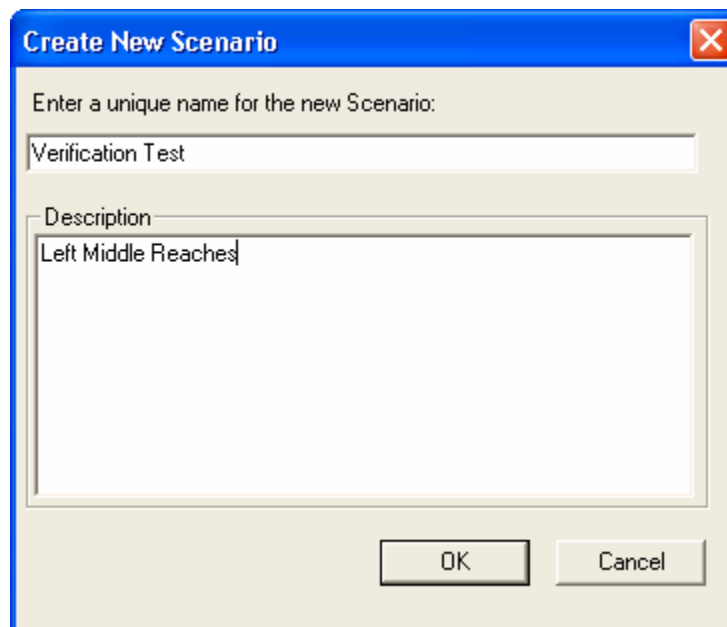 Create New Scenario
Enter a unique name for the new Scenario:
Verification Test
Description
Left Middle Reaches
OK
Cancel